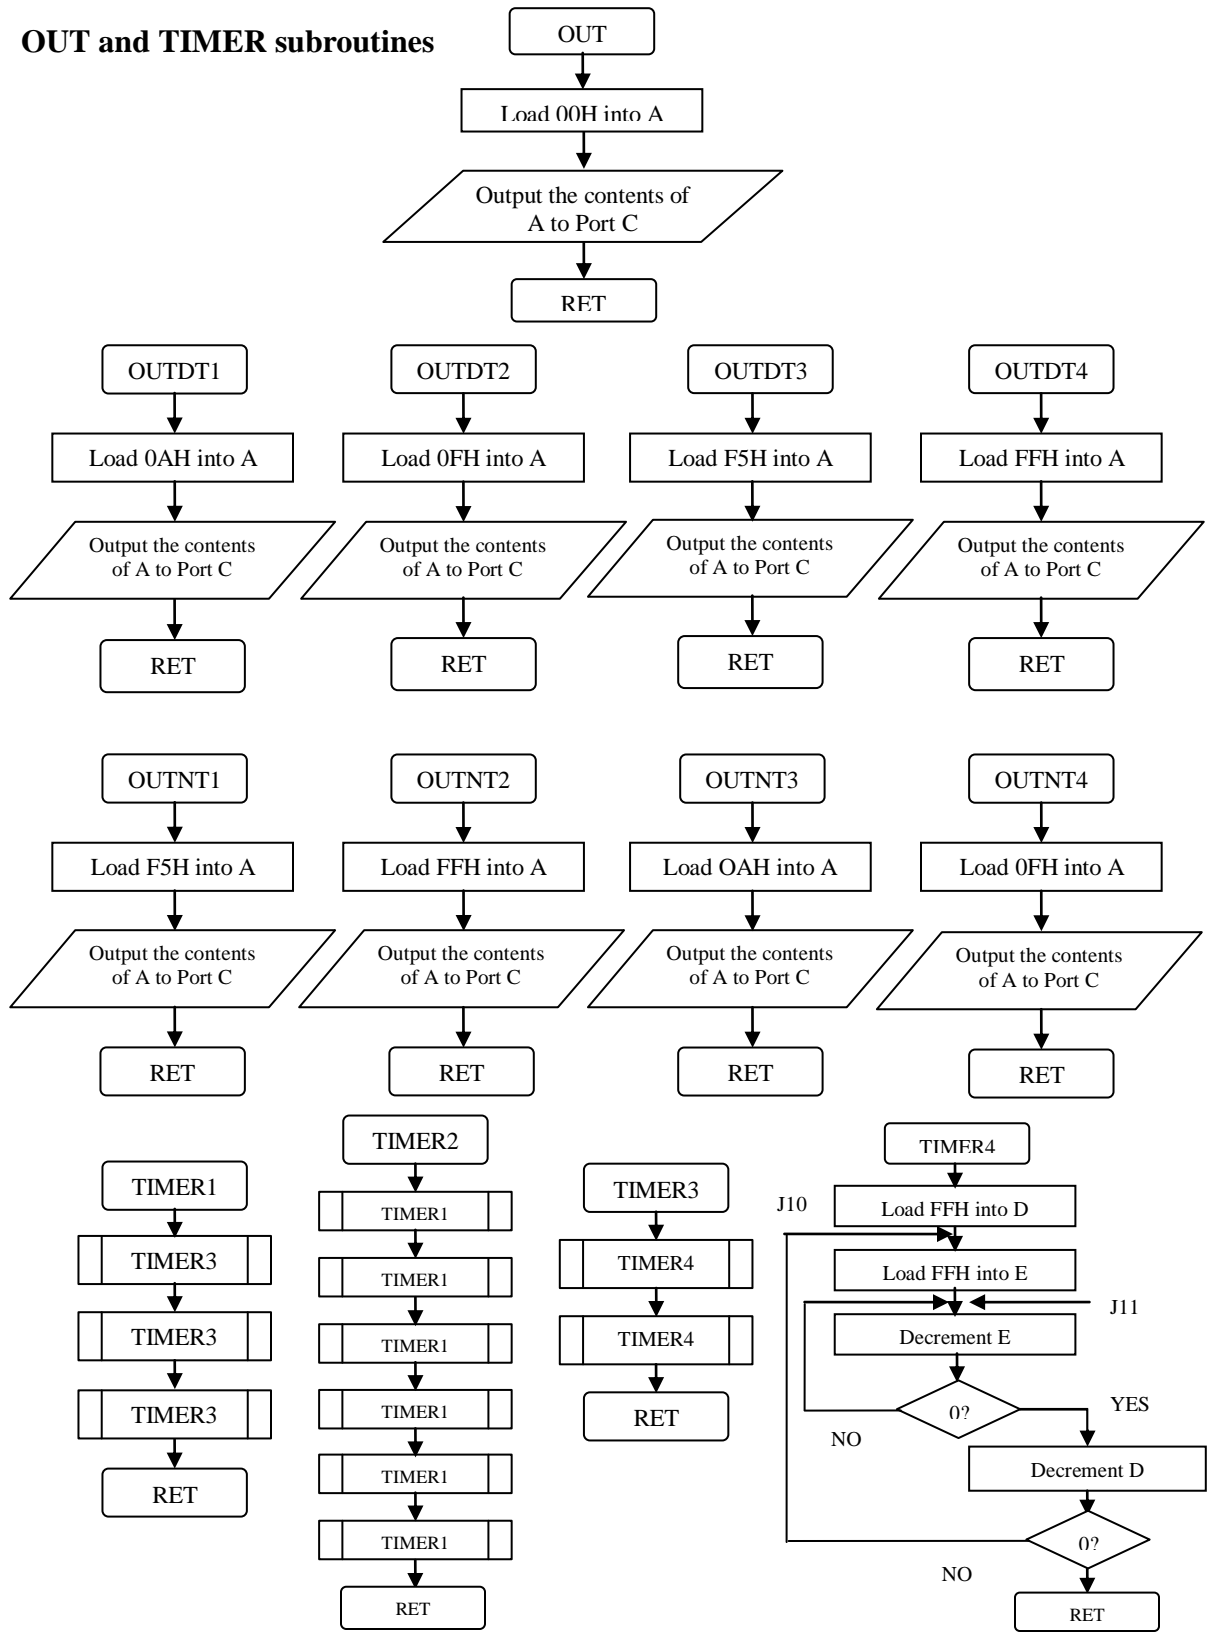 OUT and TIMER subroutines
OUT
Load 00H into A
Output the contents of
A to Port C
RET
OUTDT1
Load 0AH into A
Output the contents
of A to Port C
RET
OUTDT2
Load 0FH into A
Output the contents
of A to Port C
RET
OUTDT3
Load F5H into A
Output the contents
of A to Port C
RET
OUTDT4
Load FFH into A
Output the contents
of A to Port C
RET
OUTNT1
Load F5H into A
Output the contents
of A to Port C
RET
OUTNT2
Load FFH into A
Output the contents
of A to Port C
RET
OUTNT3
Load OAH into A
Output the contents
of A to Port C
RET
OUTNT4
Load 0FH into A
Output the contents
of A to Port C
RET
TIMER1
TIMER3
TIMER3
TIMER3
RET
TIMER2
TIMER1
TIMER1
TIMER1
TIMER1
TIMER1
TIMER1
RET
TIMER3
TIMER4
TIMER4
RET
TIMER4
J10
Load FFH into D
Load FFH into E
J11
Decrement E
0?
YES
NO
Decrement D
0?
NO
RET